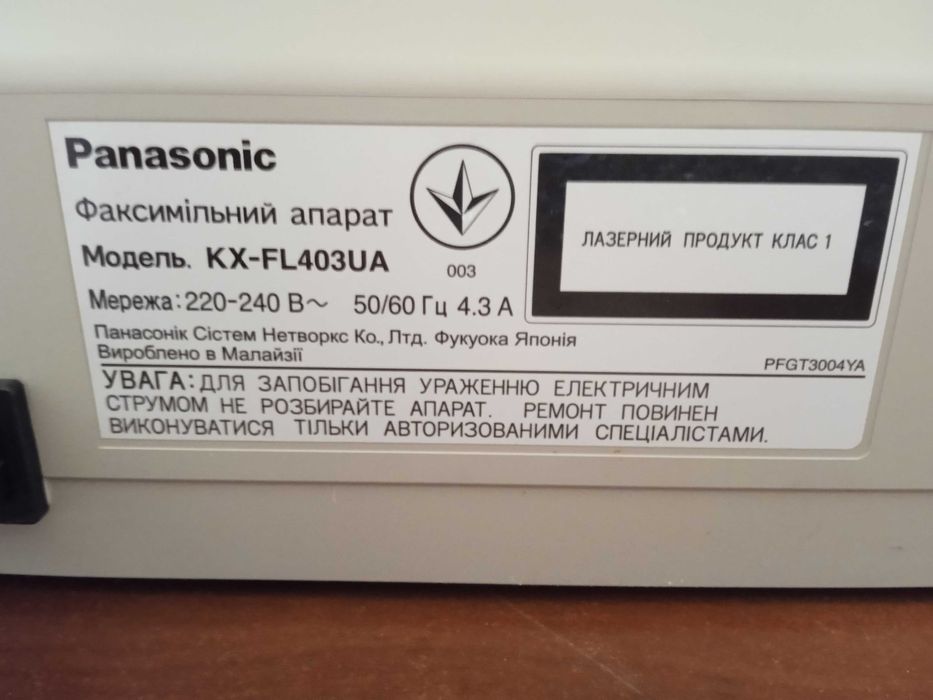 Panasonic
Факсимільний апарат
Модель. KX-FL403UA
003
Мережа: 220-240 В~ 50/60 Гц 4.3 А
ЛАЗЕРНИЙ ПРОДУКТ КЛАС 1
Панасонік Сістем Нетворкс Ко., Лтд. Фукуока Японія
Вироблено в Малайзії
PFGT3004YA
УВАГА: ДЛЯ ЗАПОБІГАННЯ УРАЖЕННЮ ЕЛЕКТРИЧНИМ
СТРУМОМ НЕ РОЗБИРАЙТЕ АПАРАТ. РЕМОНТ ПОВИНЕН
ВИКОНУВАТИСЯ ТІЛЬКИ АВТОРИЗОВАНИМИ СПЕЦІАЛІСТАМИ.